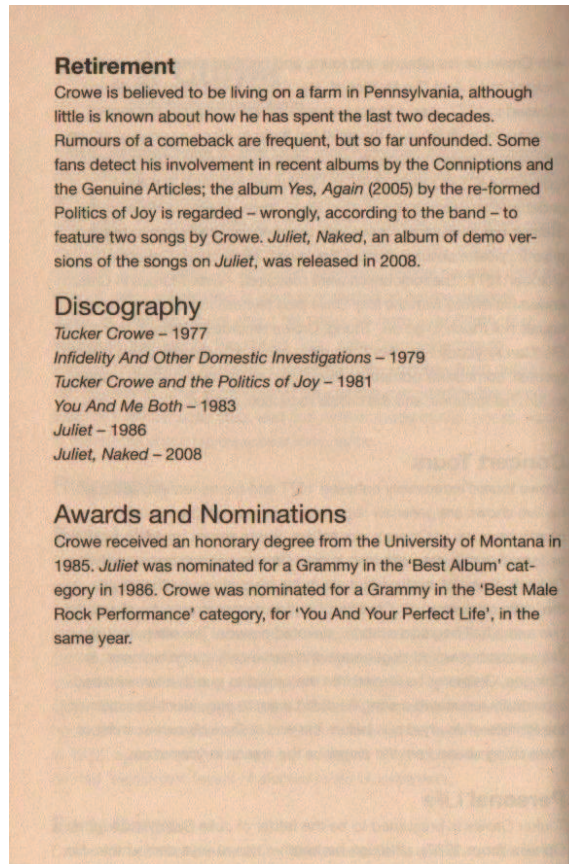 Retirement
Crowe is believed to be living on a farm in Pennsylvania, although
little is known about how he has spent the last two decades.
Rumours of a comeback are frequent, but so far unfounded. Some
fans detect his involvement in recent albums by the Conniptions and
the Genuine Articles; the album Yes, Again (2005) by the re-formed
Politics of Joy is regarded – wrongly, according to the band – to
feature two songs by Crowe. Juliet, Naked, an album of demo ver-
sions of the songs on Juliet, was released in 2008.
Discography
Tucker Crowe – 1977
Infidelity And Other Domestic Investigations – 1979
Tucker Crowe and the Politics of Joy – 1981
You And Me Both – 1983
Juliet – 1986
Juliet, Naked – 2008
Awards and Nominations
Crowe received an honorary degree from the University of Montana in
1985. Juliet was nominated for a Grammy in the ‘Best Album’ cat-
egory in 1986. Crowe was nominated for a Grammy in the ‘Best Male
Rock Performance’ category, for ‘You And Your Perfect Life’, in the
same year.